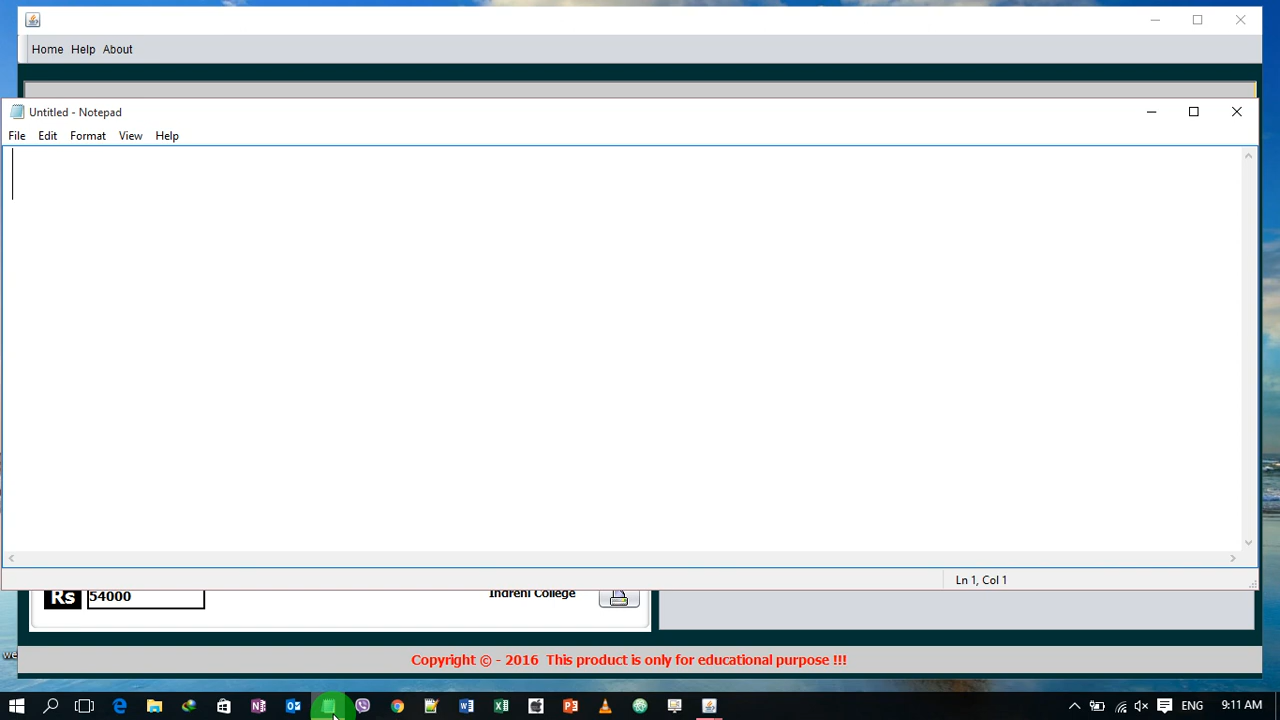 Home Help About
Untitled - Notepad
File Edit Format View Help
Ln 1, Col 1
Rs 54000
Indreni College
Copyright © - 2016 This product is only for educational purpose !!!
we
ENG 9:11 AM